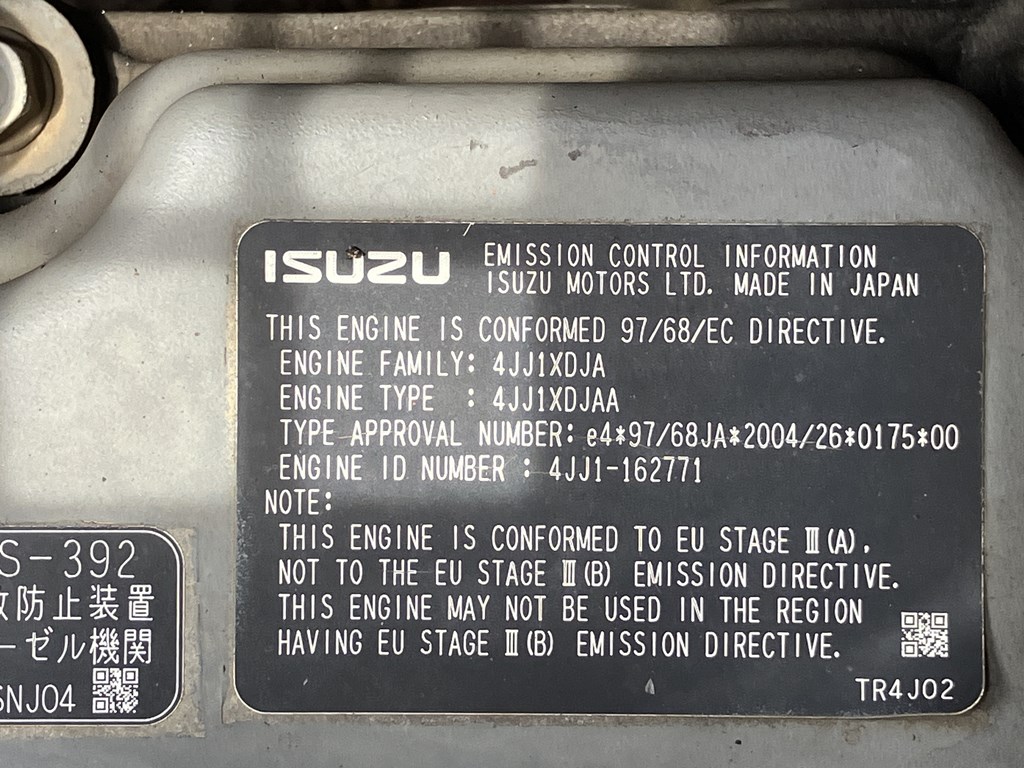 ISUZU
EMISSION CONTROL INFORMATION
ISUZU MOTORS LTD. MADE IN JAPAN
THIS ENGINE IS CONFORMED 97/68/EC DIRECTIVE.
ENGINE FAMILY: 4JJ1XDJA
ENGINE TYPE : 4JJ1XDJAA
TYPE APPROVAL NUMBER: e4*97/68JA*2004/26*0175*00
ENGINE ID NUMBER : 4JJ1-162771
NOTE:
THIS ENGINE IS CONFORMED TO EU STAGE Ⅲ(A),
NOT TO THE EU STAGE Ⅲ(B) EMISSION DIRECTIVE.
THIS ENGINE MAY NOT BE USED IN THE REGION
HAVING EU STAGE Ⅲ(B) EMISSION DIRECTIVE.
TR4J02
S-392
防止装置
ーゼル機関
NJ04